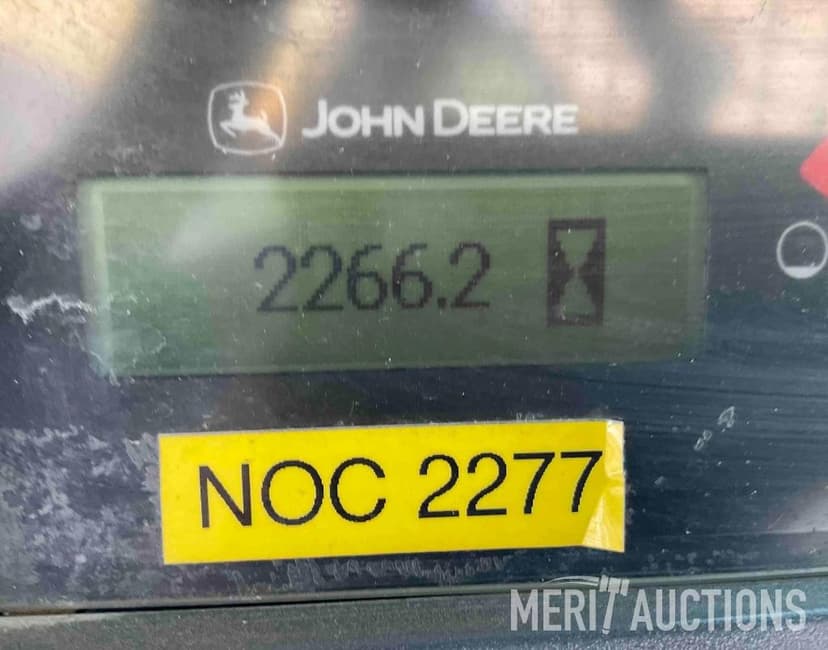 JOHN DEERE
2266.2
NOC 2277
MERIT AUCTIONS